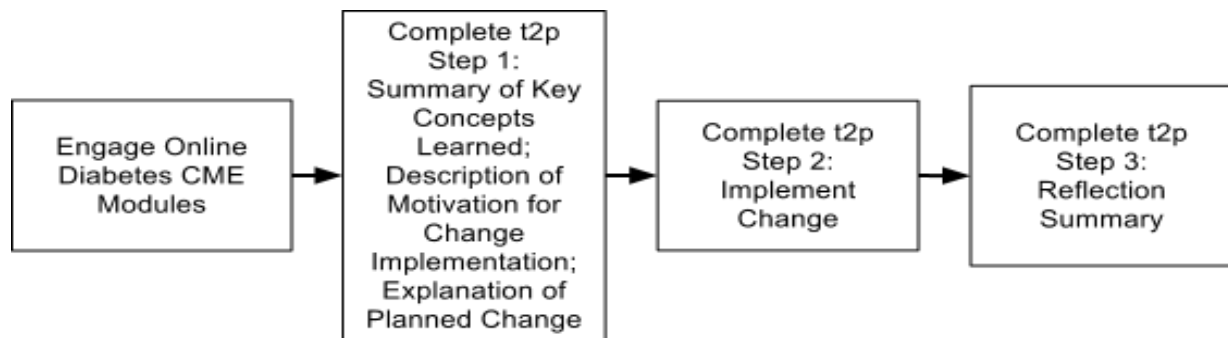 Engage Online
Diabetes CME
Modules
Complete t2p
Step 1:
Summary of Key
Concepts
Learned;
Description of
Motivation for
Change
Implementation;
Explanation of
Planned Change
Complete t2p
Step 2:
Implement
Change
Complete t2p
Step 3:
Reflection
Summary